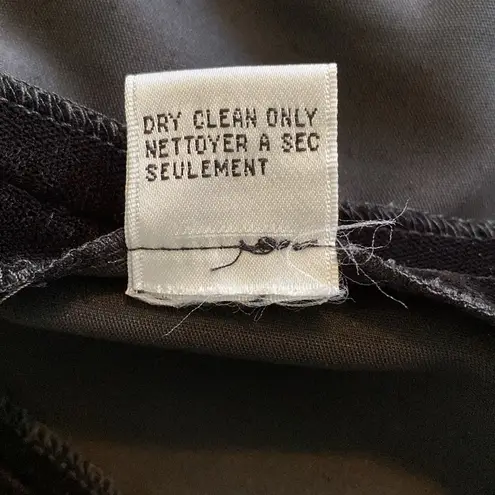 DRY CLEAN ONLY
NETTOYER A SEC
SEULEMENT